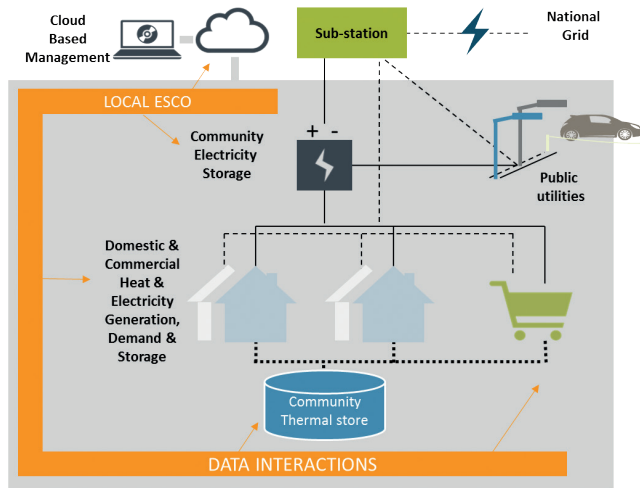 Cloud
Based
Management
Sub-station
National
Grid
LOCAL ESCO
Community
Electricity
Storage
+ -
Public
utilities
Domestic &
Commercial
Heat &
Electricity
Generation,
Demand &
Storage
Community
Thermal store
DATA INTERACTIONS